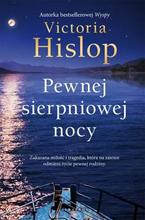 Autorka bestsellerowej Wyspy
Victoria
Hislop
Pewnej
sierpniowej
nocy
Zakazana miłość i tragedia, które na zawsze
odmienią życie pewnej rodziny.